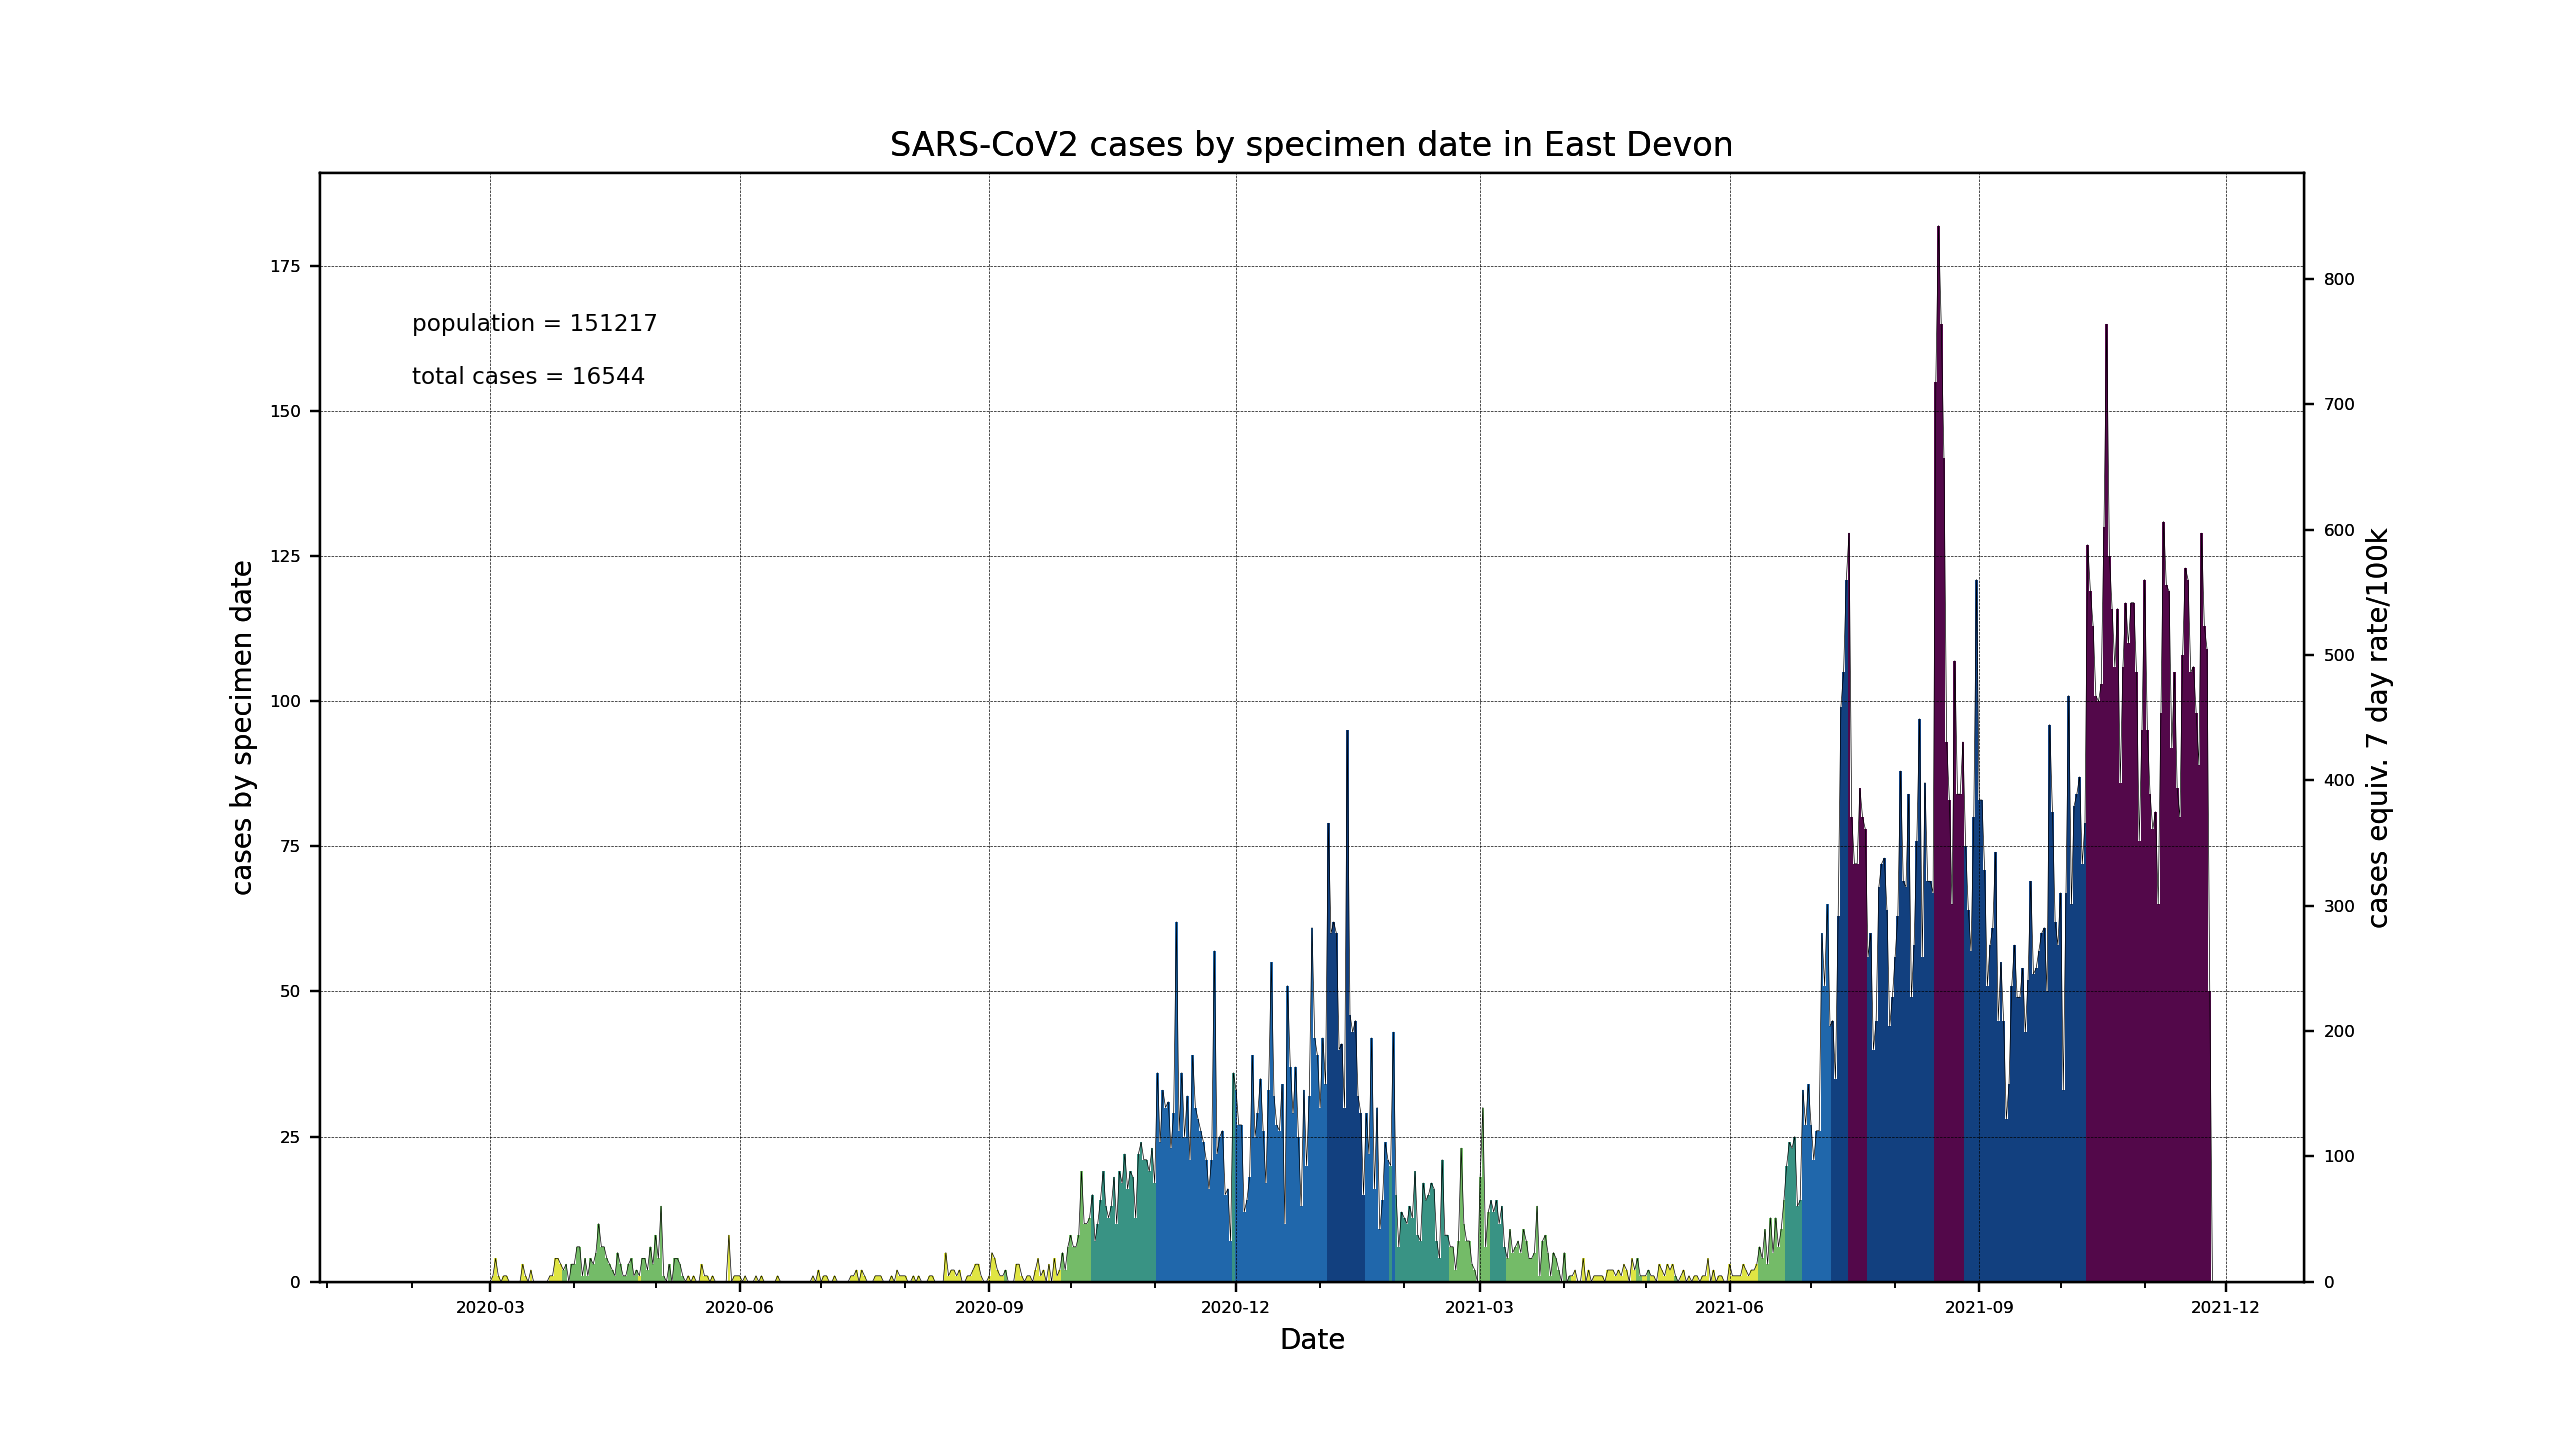 SARS-CoV2 cases by specimen date in East Devon
population = 151217
total cases = 16544
cases by specimen date
175
150
125
100
75
50
25
0
800
700
600
500
400
300
200
100
0
cases equiv. 7 day rate/100k
2020-03 2020-06 2020-09 2020-12 2021-03 2021-06 2021-09 2021-12
Date